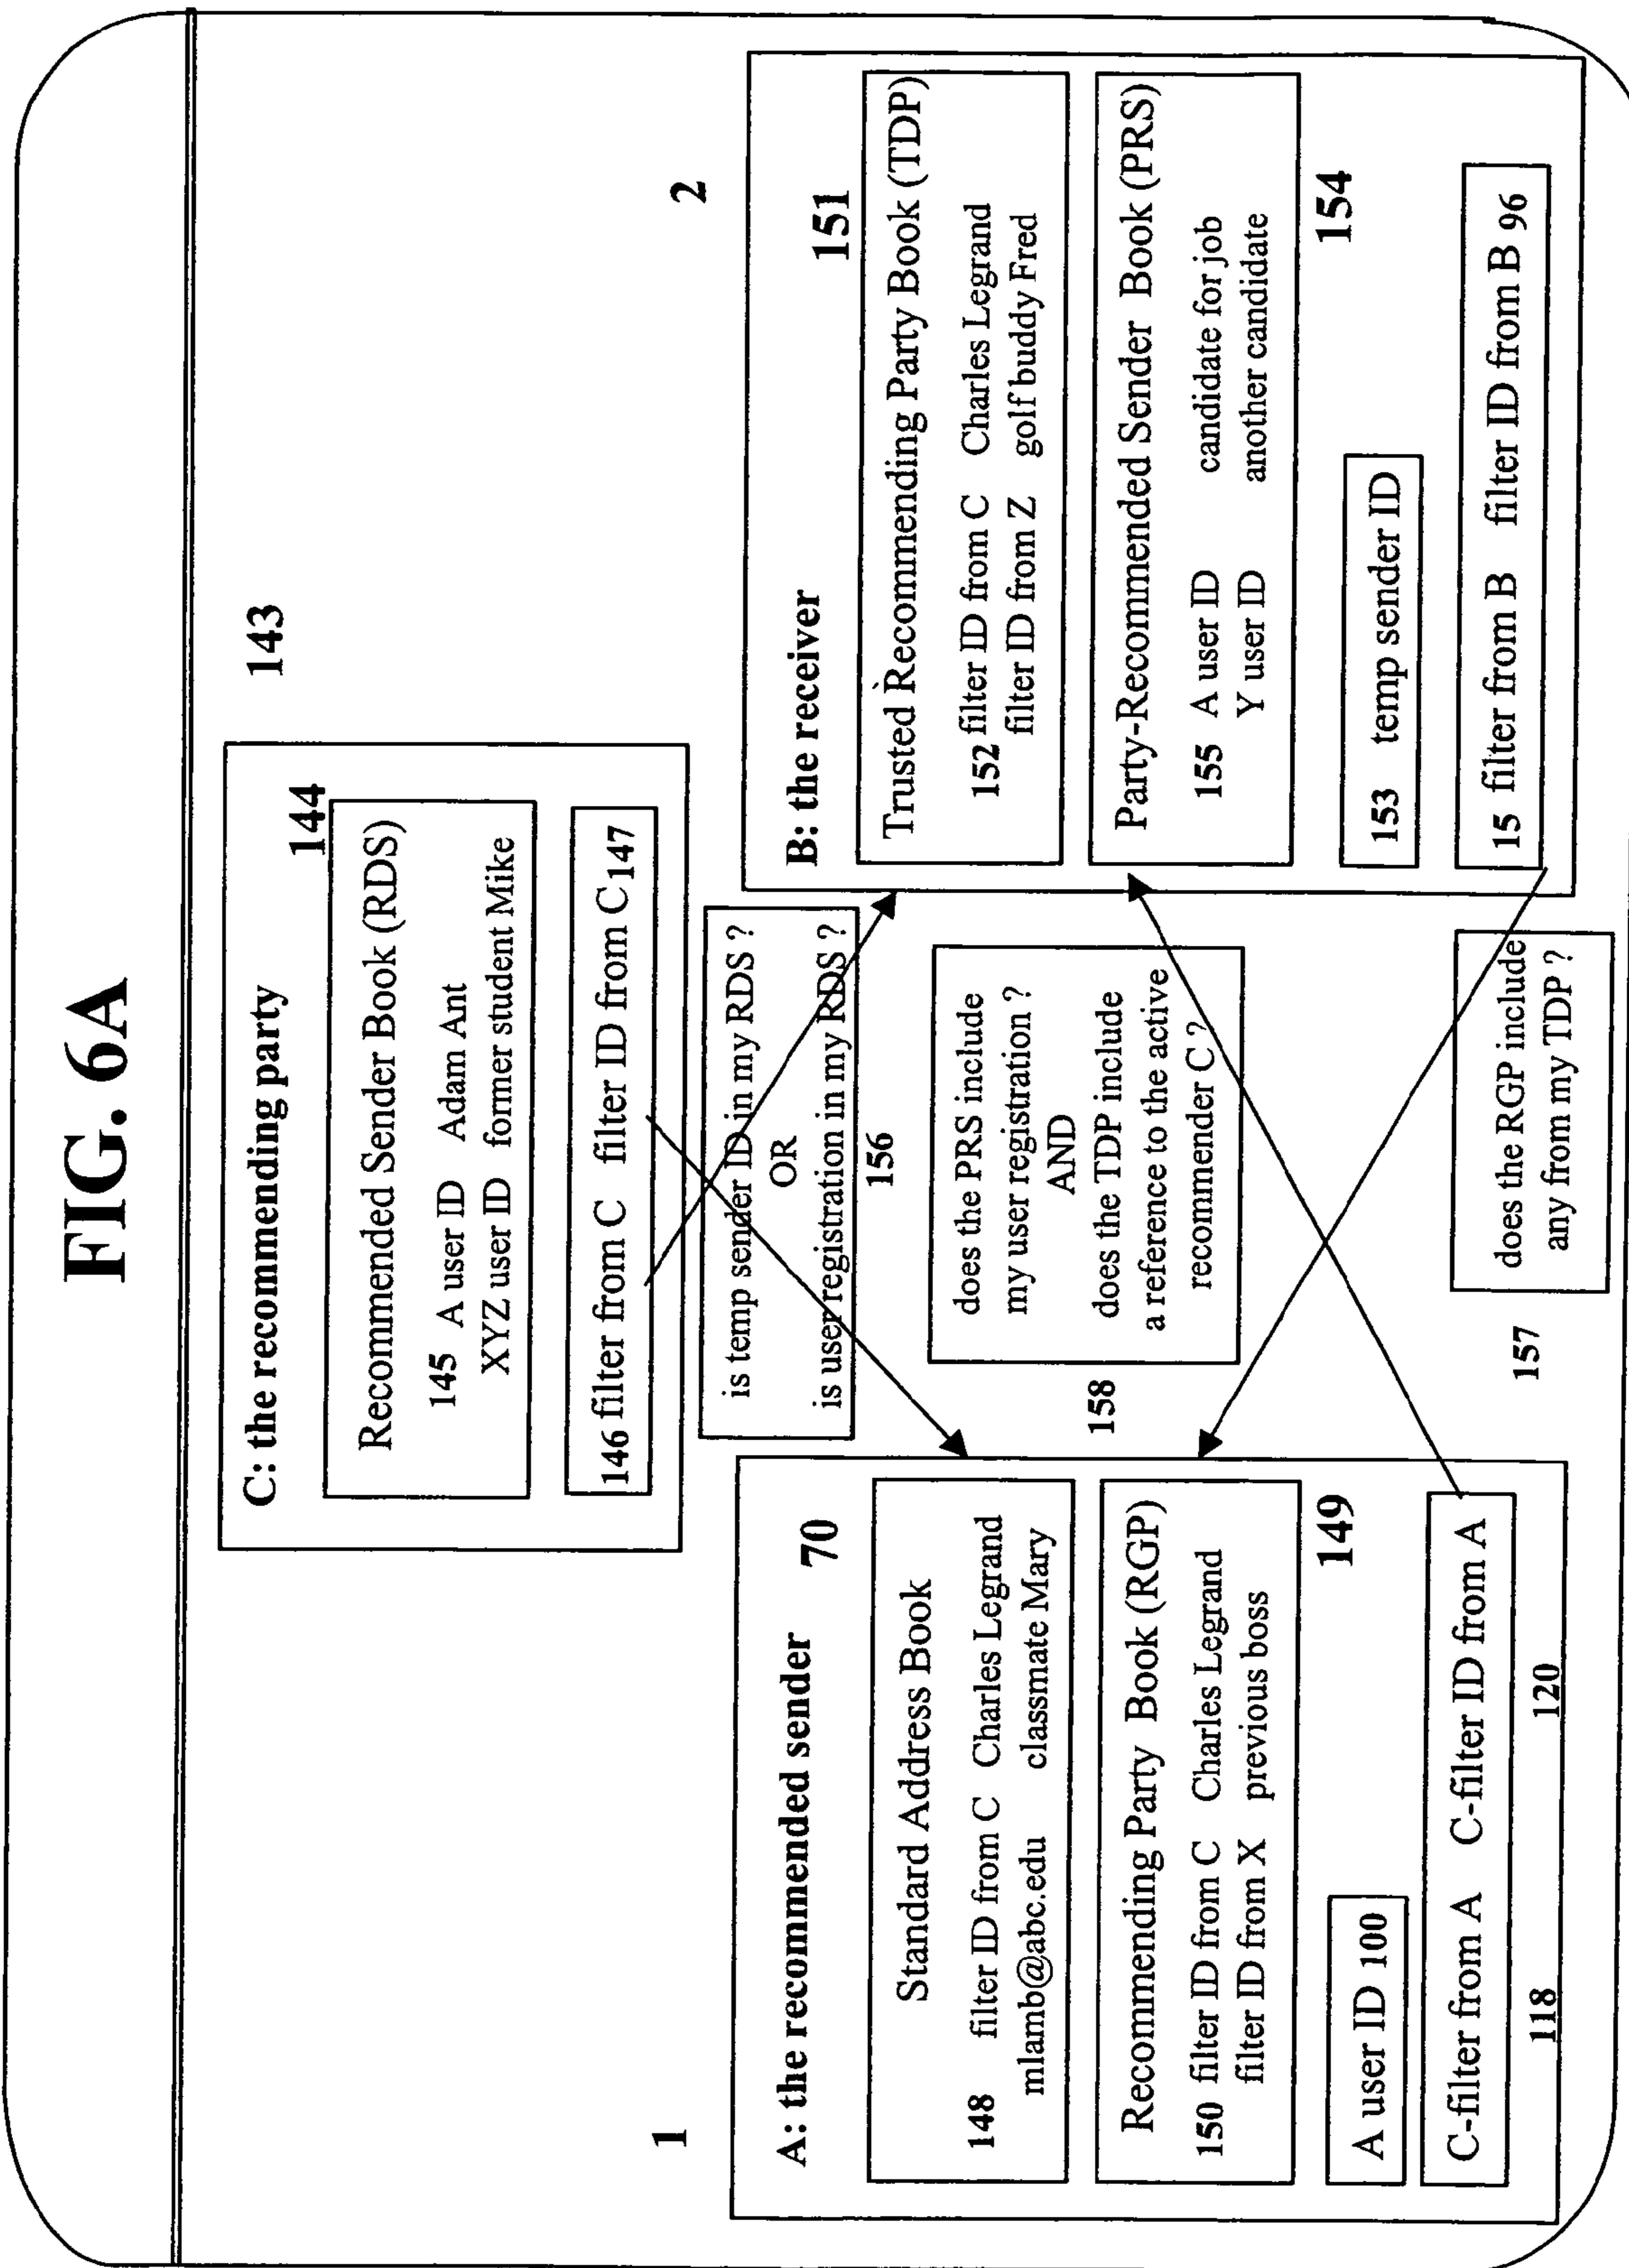 FIG. 6A
143
C: the recommending party
144
Recommended Sender Book (RDS)
145 A user ID Adam Ant
XYZ user ID former student Mike
146 filter from C filter ID from C 147
1
2
A: the recommended sender
70
Standard Address Book
148 filter ID from C Charles Legrand
mlamb@abc.edu classmate Mary
Recommending Party Book (RGP)
150 filter ID from C Charles Legrand
filter ID from X previous boss
149
A user ID 100
C-filter from A C-filter ID from A
118 120
is temp sender ID in my RDS ?
OR
is user registration in my RDS ?
156
does the PRS include
my user registration ?
AND
does the TDP include
a reference to the active
recommender C ?
158
does the RGP include
any from my TDP ?
157
B: the receiver
151
Trusted Recommending Party Book (TDP)
152 filter ID from C Charles Legrand
filter ID from Z golf buddy Fred
Party-Recommended Sender Book (PRS)
155 A user ID candidate for job
Y user ID another candidate
154
153 temp sender ID
15 filter from B filter ID from B 96